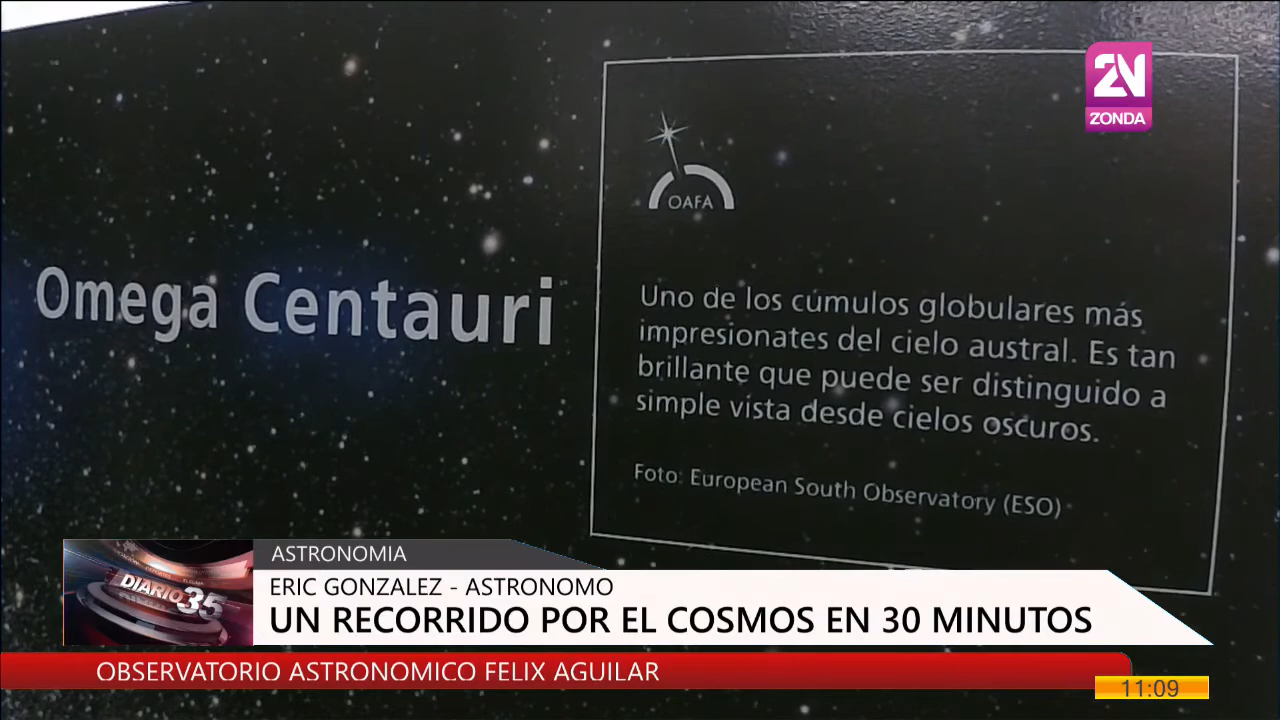 2N
ZONDA
OAFA
Omega Centauri
Uno de los cúmulos globulares más
impresionates del cielo austral. Es tan
brillante que puede ser distinguido a
simple vista desde cielos oscuros.
Foto: European South Observatory (ESO)
DIARIO 35
ASTRONOMIA
ERIC GONZALEZ - ASTRONOMO
UN RECORRIDO POR EL COSMOS EN 30 MINUTOS
OBSERVATORIO ASTRONOMICO FELIX AGUILAR
11:09